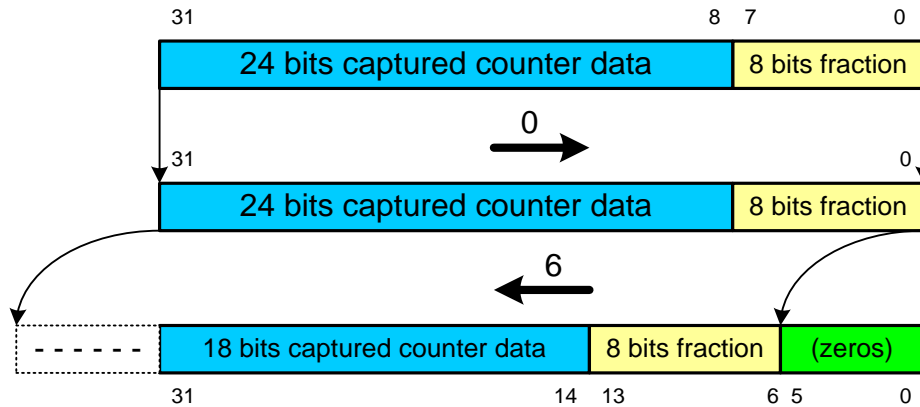 31 8 7 0
24 bits captured counter data 8 bits fraction
0
31 0
24 bits captured counter data 8 bits fraction
6
- - - - - - 18 bits captured counter data 8 bits fraction (zeros)
31 14 13 6 5 0